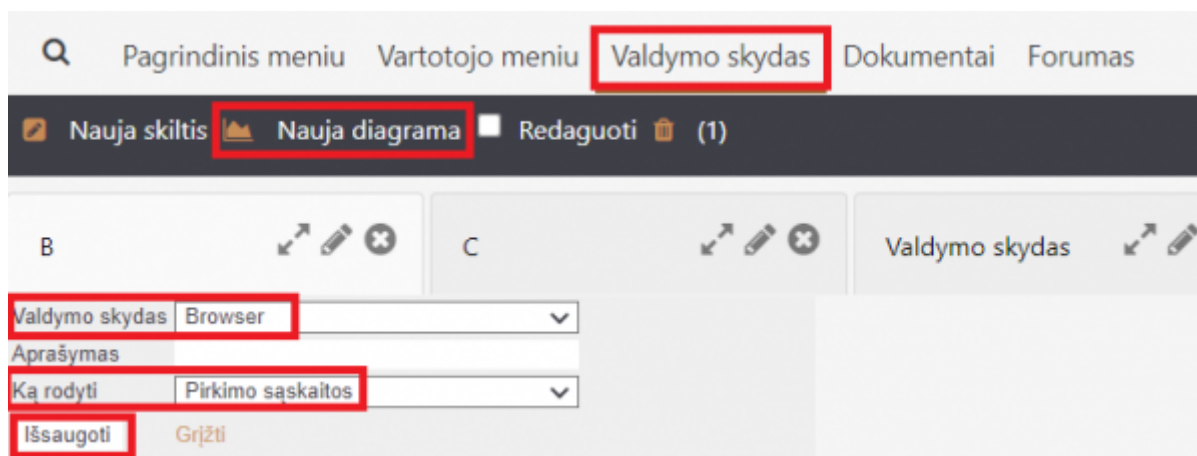 Pagrindinis meniu Vartotojo meniu Valdymo skydas Dokumentai Forumas
Nauja skiltis Nauja diagrama Redaguoti (1)
B C Valdymo skydas
Valdymo skydas Browser
Aprašymas
Ką rodyti Pirkimo sąskaitos
Išsaugoti Grįžti